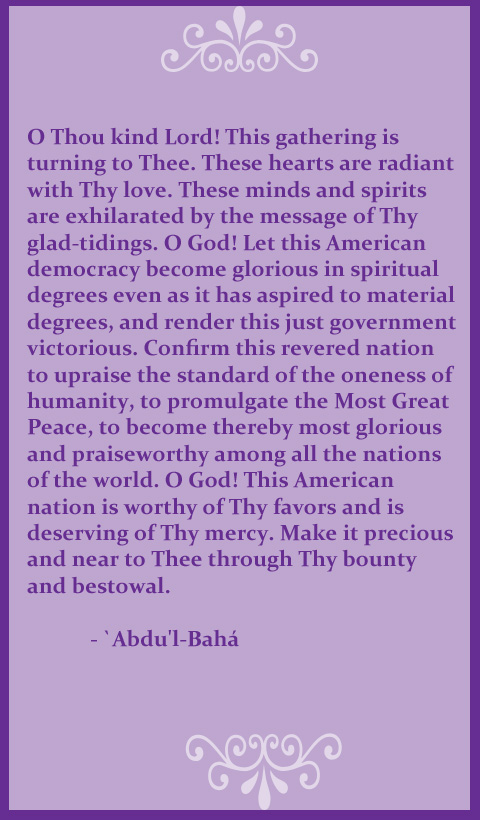 O Thou kind Lord! This gathering is
turning to Thee. These hearts are radiant
with Thy love. These minds and spirits
are exhilarated by the message of Thy
glad-tidings. O God! Let this American
democracy become glorious in spiritual
degrees even as it has aspired to material
degrees, and render this just government
victorious. Confirm this revered nation
to upraise the standard of the oneness of
humanity, to promulgate the Most Great
Peace, to become thereby most glorious
and praiseworthy among all the nations
of the world. O God! This American
nation is worthy of Thy favors and is
deserving of Thy mercy. Make it precious
and near to Thee through Thy bounty
and bestowal.
- `Abdu'l-Bahá